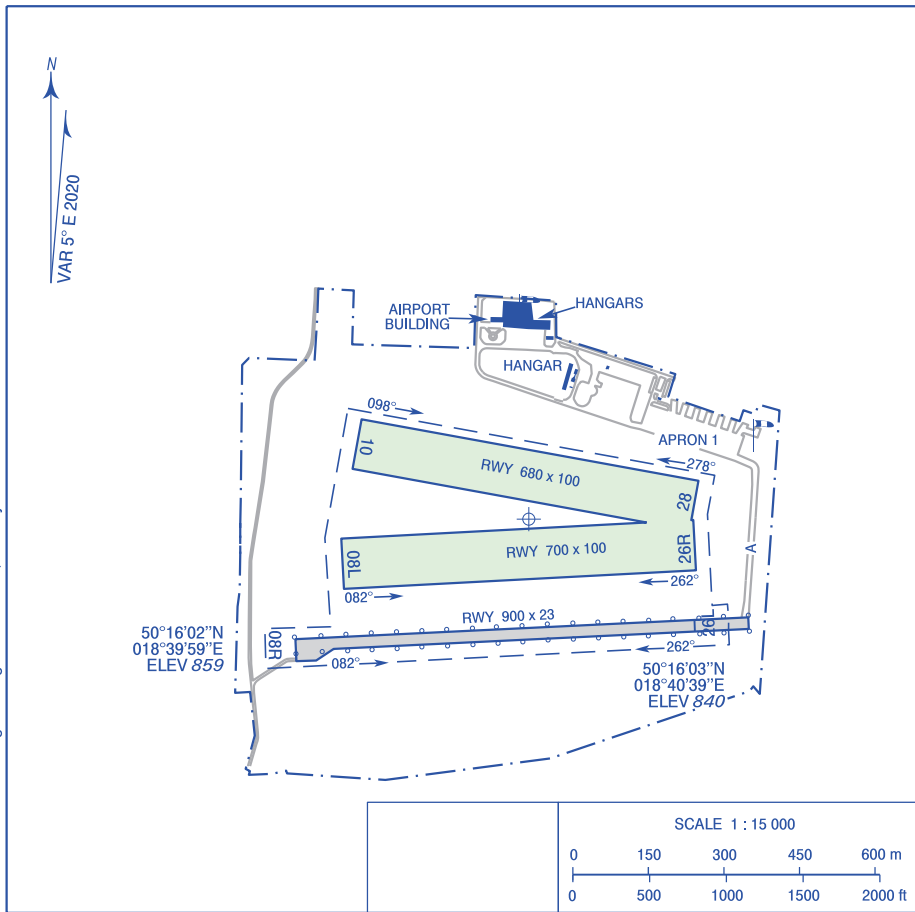 N
VAR 5° E 2020
AIRPORT
BUILDING
HANGARS
HANGAR
098°
APRON 1
10
RWY 680 x 100
278°
28
RWY 700 x 100
08L
26R
A
082°
262°
RWY 900 x 23
26L
50°16'02"N
018°39'59"E
ELEV 859
08R
082°
262°
50°16'03"N
018°40'39"E
ELEV 840
SCALE 1 : 15 000
0 150 300 450 600 m
0 500 1000 1500 2000 ft